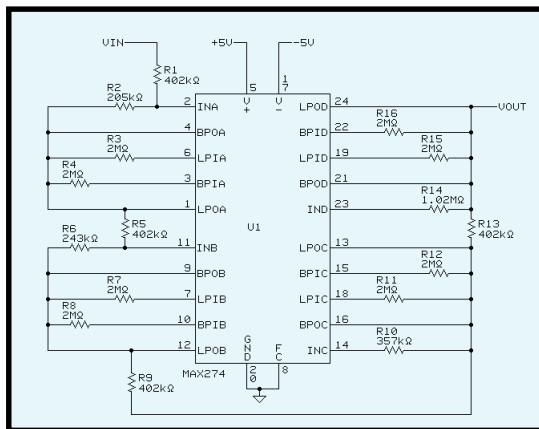 VIN
+5V
-5V
R1
402kΩ
R2
205kΩ
R3
2MΩ
R4
2MΩ
R5
402kΩ
R6
243kΩ
R7
2MΩ
R8
2MΩ
R9
402kΩ
2 INA
4 BPOA
6 LPIA
3 BPIA
1 LPOA
11 INB
9 BPOB
7 LPIB
10 BPIB
12 LPOB
5 V+
17 V-
U1
GND 20
FC 8
MAX274
LPOD 24
BPID 22
LPID 19
BPOD 21
IND 23
LPOC 13
BPIC 15
LPIC 18
BPOC 16
INC 14
VOUT
R16
2MΩ
R15
2MΩ
R14
1.02MΩ
R13
402kΩ
R12
2MΩ
R11
2MΩ
R10
357kΩ